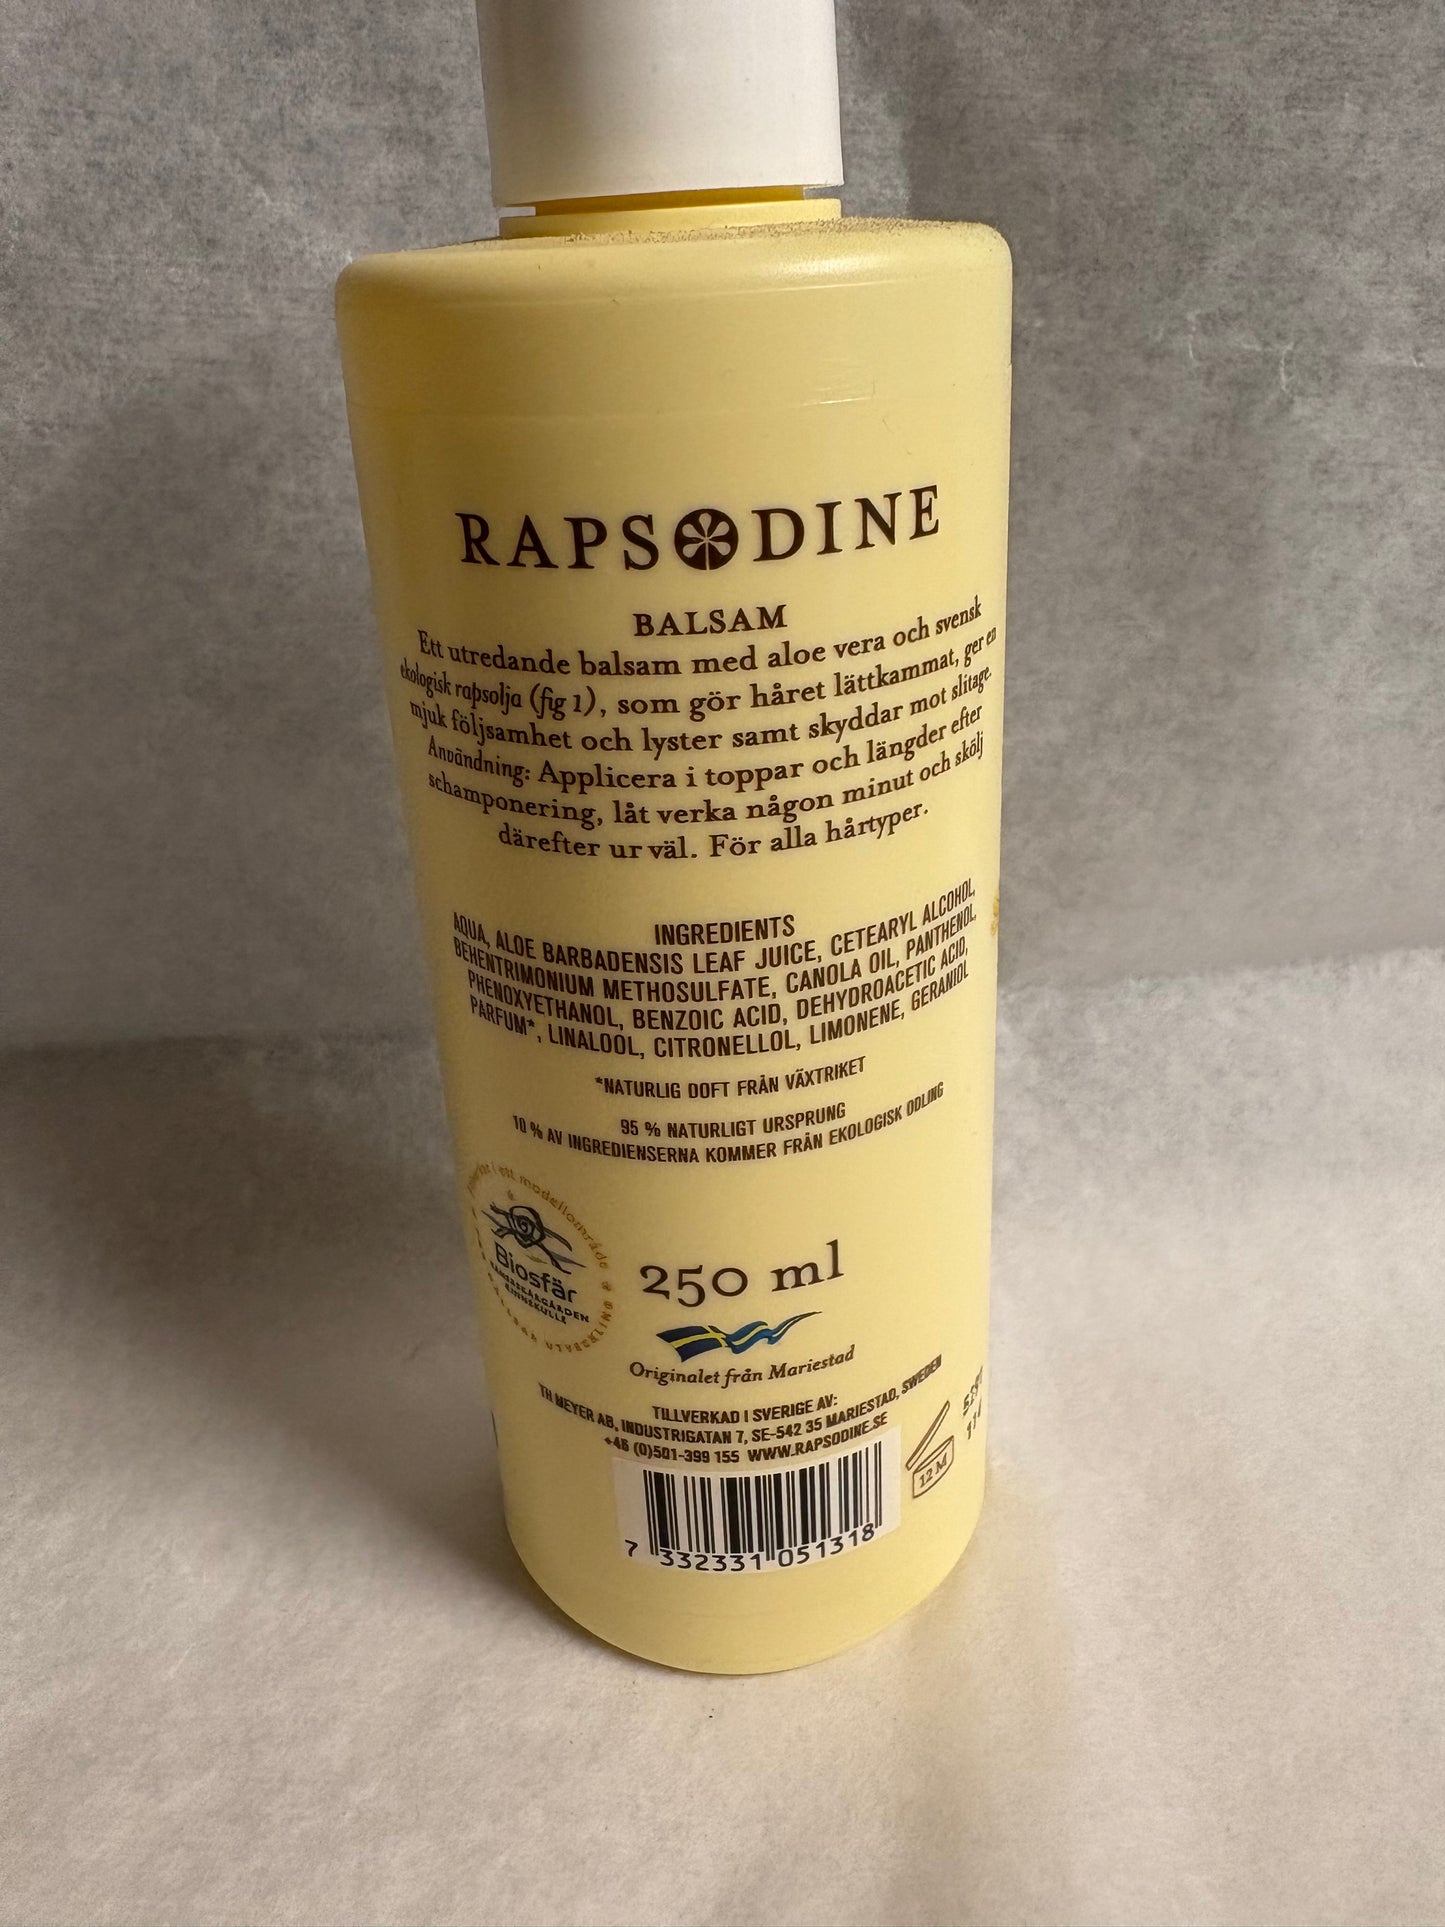 RAPSODINE
BALSAM
Ett utredande balsam med aloe vera och svensk
ekologisk rapsolja (fig 1), som gör håret lättkammat, ger en
mjuk följsamhet och lyster samt skyddar mot slitage.
Användning: Applicera i toppar och längder efter
schamponering, låt verka någon minut och skölj
därefter ur väl. För alla hårtyper.
INGREDIENTS
AQUA, ALOE BARBADENSIS LEAF JUICE, CETEARYL ALCOHOL,
BEHENTRIMONIUM METHOSULFATE, CANOLA OIL, PANTHENOL,
PHENOXYETHANOL, BENZOIC ACID, DEHYDROACETIC ACID,
PARFUM*, LINALOOL, CITRONELLOL, LIMONENE, GERANIOL
*NATURLIG DOFT FRÅN VÄXTRIKET
95 % NATURLIGT URSPRUNG
10 % AV INGREDIENSERNA KOMMER FRÅN EKOLOGISK ODLING
i ett modellområde
Biosfär
VÄNERSKÄRGÅRDEN
KINNEKULLE
250 ml
Originalet från Mariestad
TILLVERKAD I SVERIGE AV:
TH MEYER AB, INDUSTRIGATAN 7, SE-542 35 MARIESTAD, SWEDEN
+46 (0)501-399 155 WWW.RAPSODINE.SE
12 M
7 332331 051318